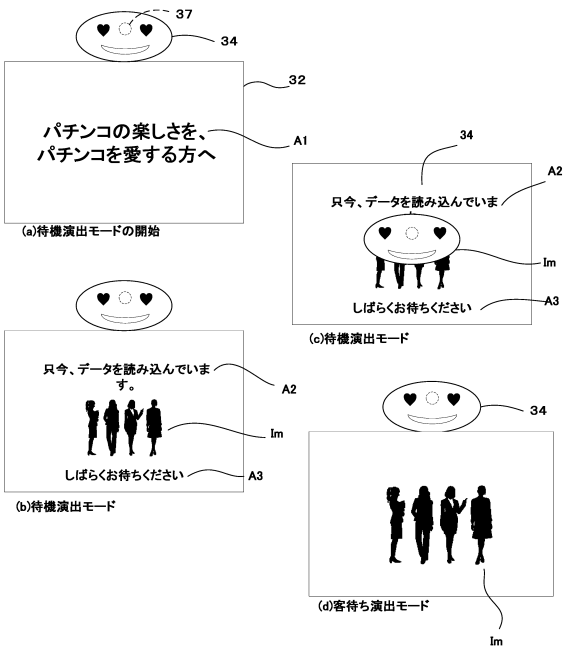 37
34
32
パチンコの楽しさを、
パチンコを愛する方へ
A1
(a)待機演出モードの開始
34
A2
只今、データを読み込んでいま
Im
しばらくお待ちください
A3
(c)待機演出モード
只今、データを読み込んでいま
す。
A2
Im
しばらくお待ちください
A3
(b)待機演出モード
34
(d)客待ち演出モード
Im